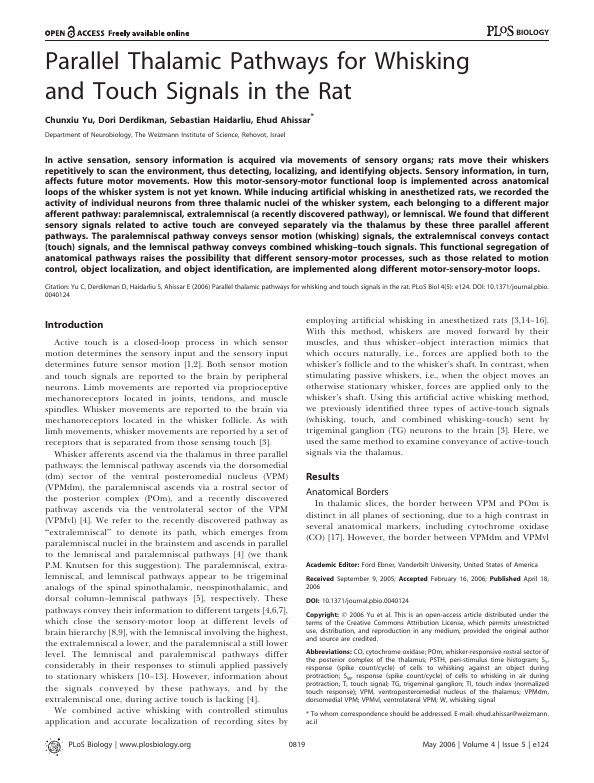 OPEN ACCESS Freely available online
PLoS BIOLOGY
Parallel Thalamic Pathways for Whisking
and Touch Signals in the Rat
Chunxiu Yu, Dori Derdikman, Sebastian Haidarliu, Ehud Ahissar*
Department of Neurobiology, The Weizmann Institute of Science, Rehovot, Israel
In active sensation, sensory information is acquired via movements of sensory organs; rats move their whiskers
repetitively to scan the environment, thus detecting, localizing, and identifying objects. Sensory information, in turn,
affects future motor movements. How this motor-sensory-motor functional loop is implemented across anatomical
loops of the whisker system is not yet known. While inducing artificial whisking in anesthetized rats, we recorded the
activity of individual neurons from three thalamic nuclei of the whisker system, each belonging to a different major
afferent pathway: paralemniscal, extralemniscal (a recently discovered pathway), or lemniscal. We found that different
sensory signals related to active touch are conveyed separately via the thalamus by these three parallel afferent
pathways. The paralemniscal pathway conveys sensor motion (whisking) signals, the extralemniscal conveys contact
(touch) signals, and the lemniscal pathway conveys combined whisking–touch signals. This functional segregation of
anatomical pathways raises the possibility that different sensory-motor processes, such as those related to motion
control, object localization, and object identification, are implemented along different motor-sensory-motor loops.
Citation: Yu C, Derdikman D, Haidarliu S, Ahissar E (2006) Parallel thalamic pathways for whisking and touch signals in the rat. PLoS Biol 4(5): e124. DOI: 10.1371/journal.pbio.
0040124
Introduction
Active touch is a closed-loop process in which sensor
motion determines the sensory input and the sensory input
determines future sensor motion [1,2]. Both sensor motion
and touch signals are reported to the brain by peripheral
neurons. Limb movements are reported via proprioceptive
mechanoreceptors located in joints, tendons, and muscle
spindles. Whisker movements are reported to the brain via
mechanoreceptors located in the whisker follicle. As with
limb movements, whisker movements are reported by a set of
receptors that is separated from those sensing touch [3].
Whisker afferents ascend via the thalamus in three parallel
pathways: the lemniscal pathway ascends via the dorsomedial
(dm) sector of the ventral posteromedial nucleus (VPM)
(VPMdm), the paralemniscal ascends via a rostral sector of
the posterior complex (POm), and a recently discovered
pathway ascends via the ventrolateral sector of the VPM
(VPMvl) [4]. We refer to the recently discovered pathway as
“extralemniscal” to denote its path, which emerges from
paralemniscal nuclei in the brainstem and ascends in parallel
to the lemniscal and paralemniscal pathways [4] (we thank
P.M. Knutsen for this suggestion). The paralemniscal, extra-
lemniscal, and lemniscal pathways appear to be trigeminal
analogs of the spinal spinothalamic, neospinothalamic, and
dorsal column–lemniscal pathways [5], respectively. These
pathways convey their information to different targets [4,6,7],
which close the sensory-motor loop at different levels of
brain hierarchy [8,9], with the lemniscal involving the highest,
the extralemniscal a lower, and the paralemniscal a still lower
level. The lemniscal and paralemniscal pathways differ
considerably in their responses to stimuli applied passively
to stationary whiskers [10–13]. However, information about
the signals conveyed by these pathways, and by the
extralemniscal one, during active touch is lacking [4].
We combined active whisking with controlled stimulus
application and accurate localization of recording sites by
employing artificial whisking in anesthetized rats [3,14–16].
With this method, whiskers are moved forward by their
muscles, and thus whisker–object interaction mimics that
which occurs naturally, i.e., forces are applied both to the
whisker's follicle and to the whisker's shaft. In contrast, when
stimulating passive whiskers, i.e., when the object moves an
otherwise stationary whisker, forces are applied only to the
whisker's shaft. Using this artificial active whisking method,
we previously identified three types of active-touch signals
(whisking, touch, and combined whisking–touch) sent by
trigeminal ganglion (TG) neurons to the brain [3]. Here, we
used the same method to examine conveyance of active-touch
signals via the thalamus.
Results
Anatomical Borders
In thalamic slices, the border between VPM and POm is
distinct in all planes of sectioning, due to a high contrast in
several anatomical markers, including cytochrome oxidase
(CO) [17]. However, the border between VPMdm and VPMvl
Academic Editor: Ford Ebner, Vanderbilt University, United States of America
Received September 9, 2005; Accepted February 16, 2006; Published April 18,
2006
DOI: 10.1371/journal.pbio.0040124
Copyright: © 2006 Yu et al. This is an open-access article distributed under the
terms of the Creative Commons Attribution License, which permits unrestricted
use, distribution, and reproduction in any medium, provided the original author
and source are credited.
Abbreviations: CO, cytochrome oxidase; POm, whisker-responsive rostral sector of
the posterior complex of the thalamus; PSTH, peri-stimulus time histogram; S
response (spike count/cycle) of cells to whisking against an object during
protraction; S response (spike count/cycle) of cells to whisking in air during
protraction; T, touch signal; TG, trigeminal ganglion; TI, touch index (normalized
touch response); VPM, ventroposteromedial nucleus of the thalamus; VPMdm,
dorsomedial VPM; VPMvl, ventrolateral VPM; W, whisking signal
* To whom correspondence should be addressed. E-mail: ehud.ahissar@weizmann.
ac.il
PLoS Biology | www.plosbiology.org
0819
May 2006 | Volume 4 | Issue 5 | e124